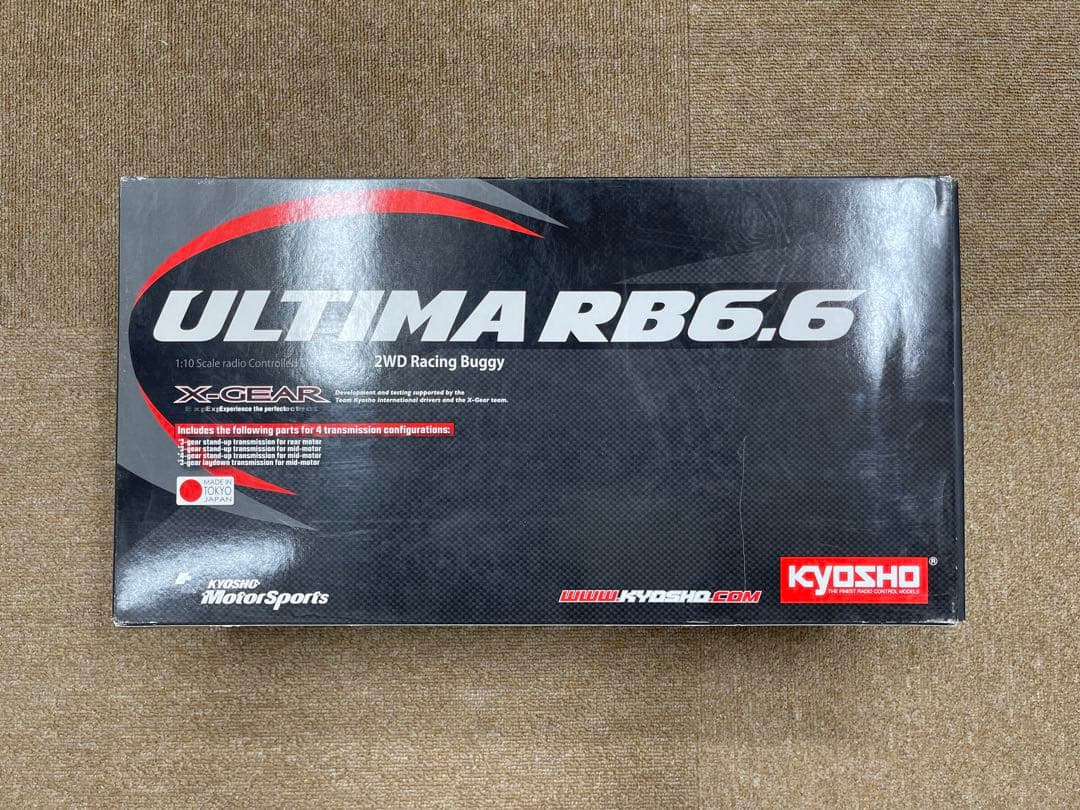 ULTIMA RB6.6
1:10 Scale radio Controlled
2WD Racing Buggy
X-GEAR
Experience the perfect
Development and testing supported by the
Team Kyosho International drivers and the X-Gear team.
Includes the following parts for 4 transmission configurations:
-gear stand-up transmission for rear motor
-gear stand-up transmission for mid-motor
-gear stand-up transmission for mid-motor
-gear laydown transmission for mid-motor
MADE IN
TOKYO
JAPAN
KYOSHO
MotorSports
WWW.KYOSHO.COM
KYOSHO®
THE FINEST RADIO CONTROL MODELS